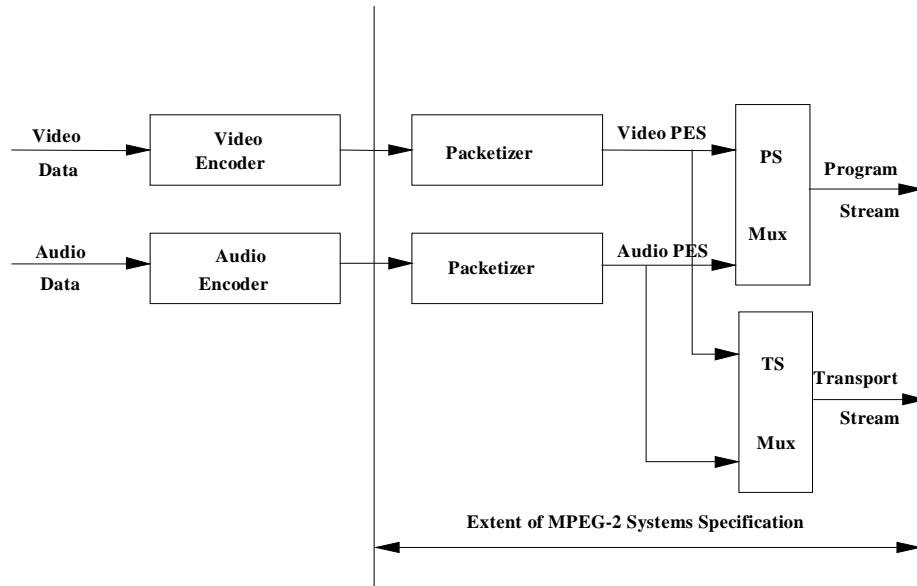 Video
Data
Video
Encoder
Packetizer
Video PES
PS
Mux
Program
Stream
Audio
Data
Audio
Encoder
Packetizer
Audio PES
TS
Mux
Transport
Stream
Extent of MPEG-2 Systems Specification